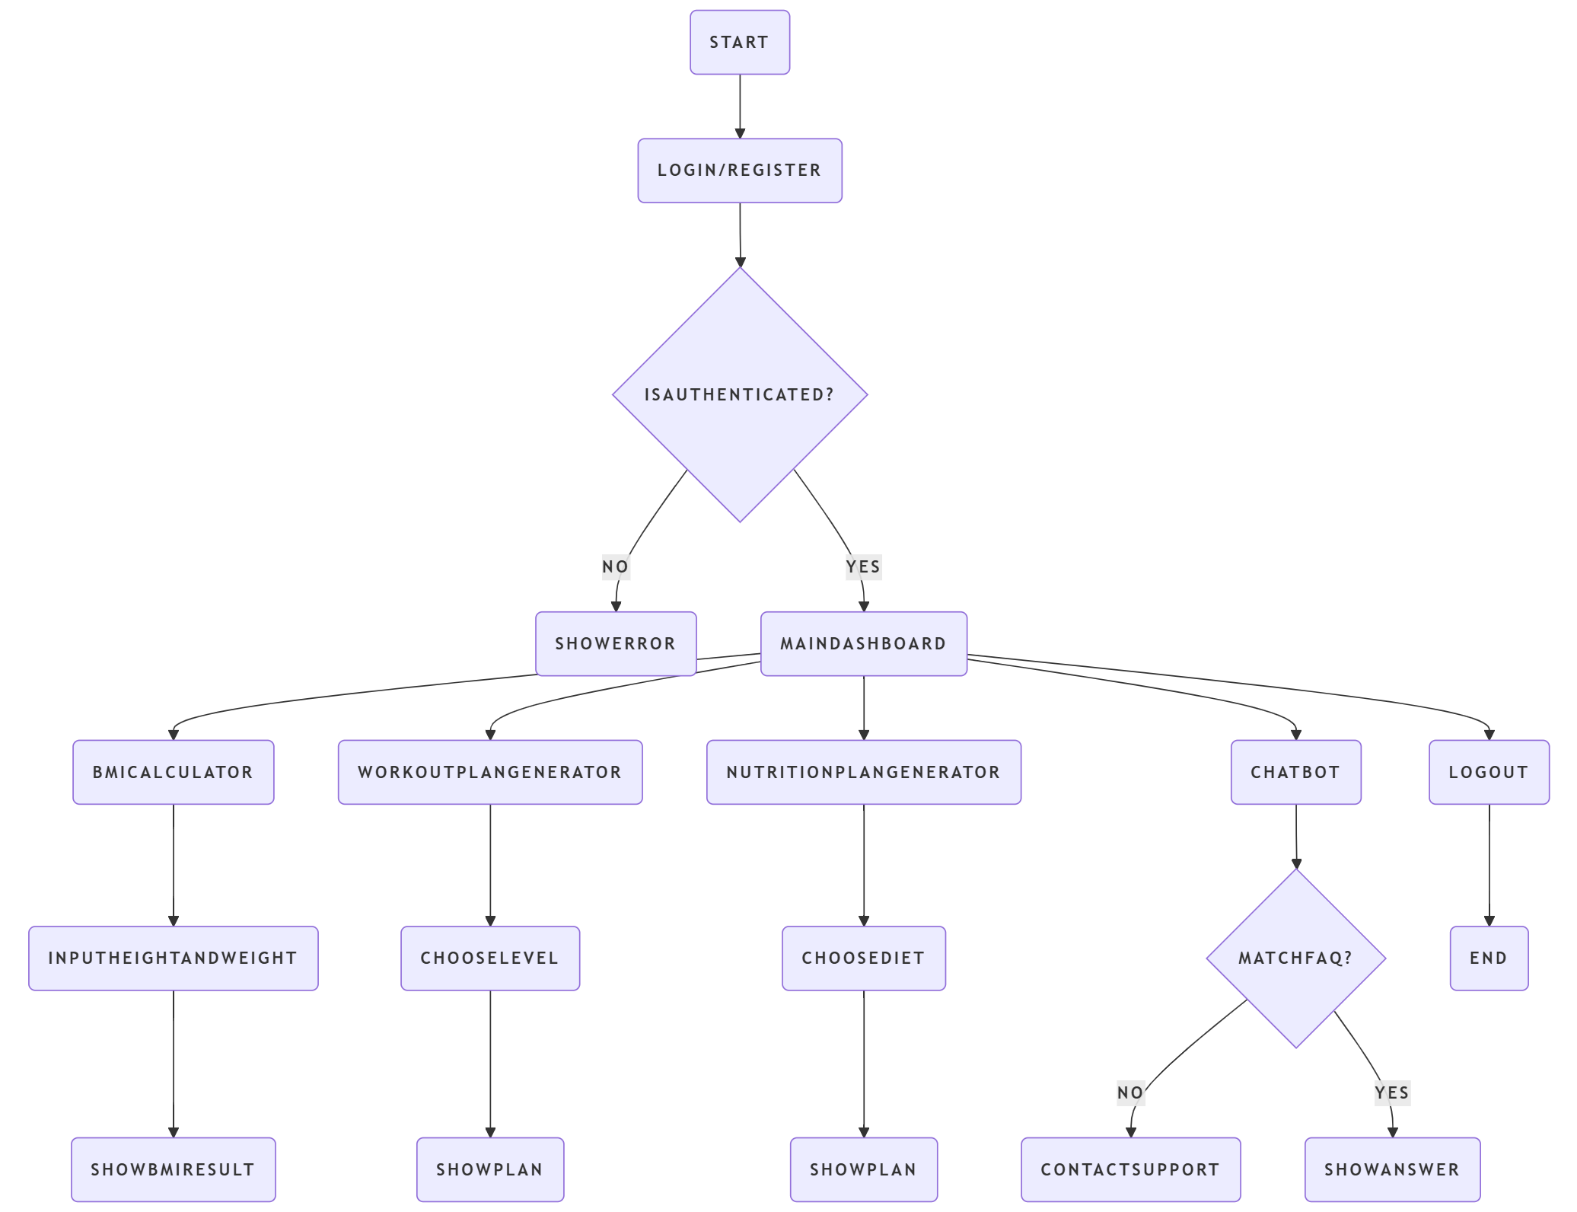 START
LOGIN/REGISTER
ISAUTHENTICATED?
NO
YES
SHOWERROR
MAINDASHBOARD
BMICALCULATOR
WORKOUTPLANGENERATOR
NUTRITIONPLANGENERATOR
CHATBOT
LOGOUT
INPUTHEIGHTANDWEIGHT
CHOOSELEVEL
CHOOSEDIET
MATCHFAQ?
END
NO
YES
SHOWBMIRESULT
SHOWPLAN
SHOWPLAN
CONTACTSUPPORT
SHOWANSWER